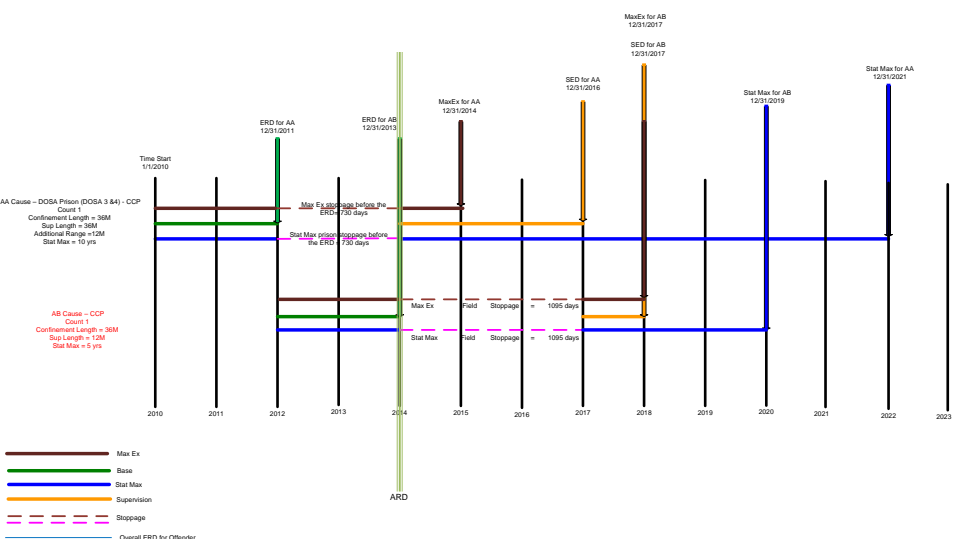 MaxEx for AB
12/31/2017
SED for AB
12/31/2017
Stat Max for AA
12/31/2021
SED for AA
12/31/2016
Stat Max for AB
12/31/2019
MaxEx for AA
12/31/2014
ERD for AA
12/31/2011
ERD for AB
12/31/2013
Time Start
1/1/2010
AA Cause – DOSA Prison (DOSA 3 &4) - CCP
Count 1
Confinement Length = 36M
Sup Length = 36M
Additional Range =12M
Stat Max = 10 yrs
Max Ex stoppage before the
ERD= 730 days
Stat Max prison stoppage before
the ERD = 730 days
Max Ex Field Stoppage = 1095 days
AB Cause – CCP
Count 1
Confinement Length = 36M
Sup Length = 12M
Stat Max = 5 yrs
Stat Max Field Stoppage = 1095 days
2010 2011 2012 2013 2014 2015 2016 2017 2018 2019 2020 2021 2022 2023
Max Ex
Base
Stat Max
Supervision
Stoppage
Overall ERD for Offender
ARD